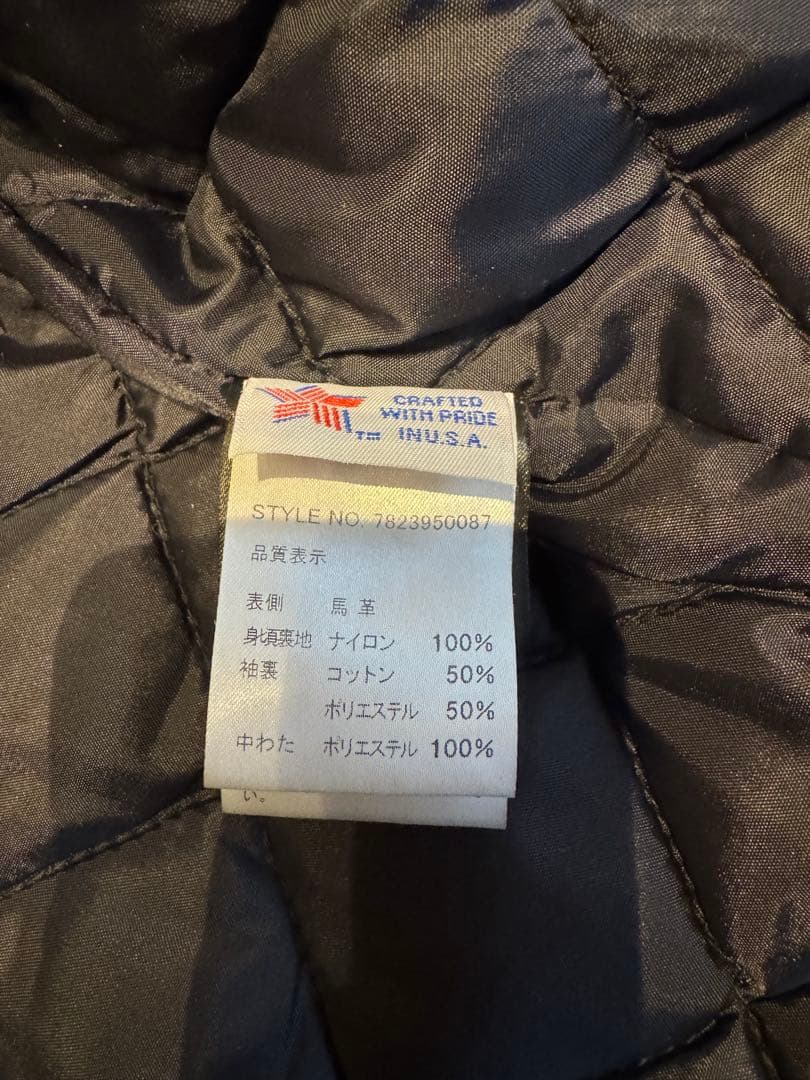 CRAFTED
WITH PRIDE
IN U.S.A.
TM
STYLE NO. 7823950087
品質表示
表側 馬革
身頃裏地 ナイロン 100%
袖裏 コットン 50%
ポリエステル 50%
中わた ポリエステル 100%
い。